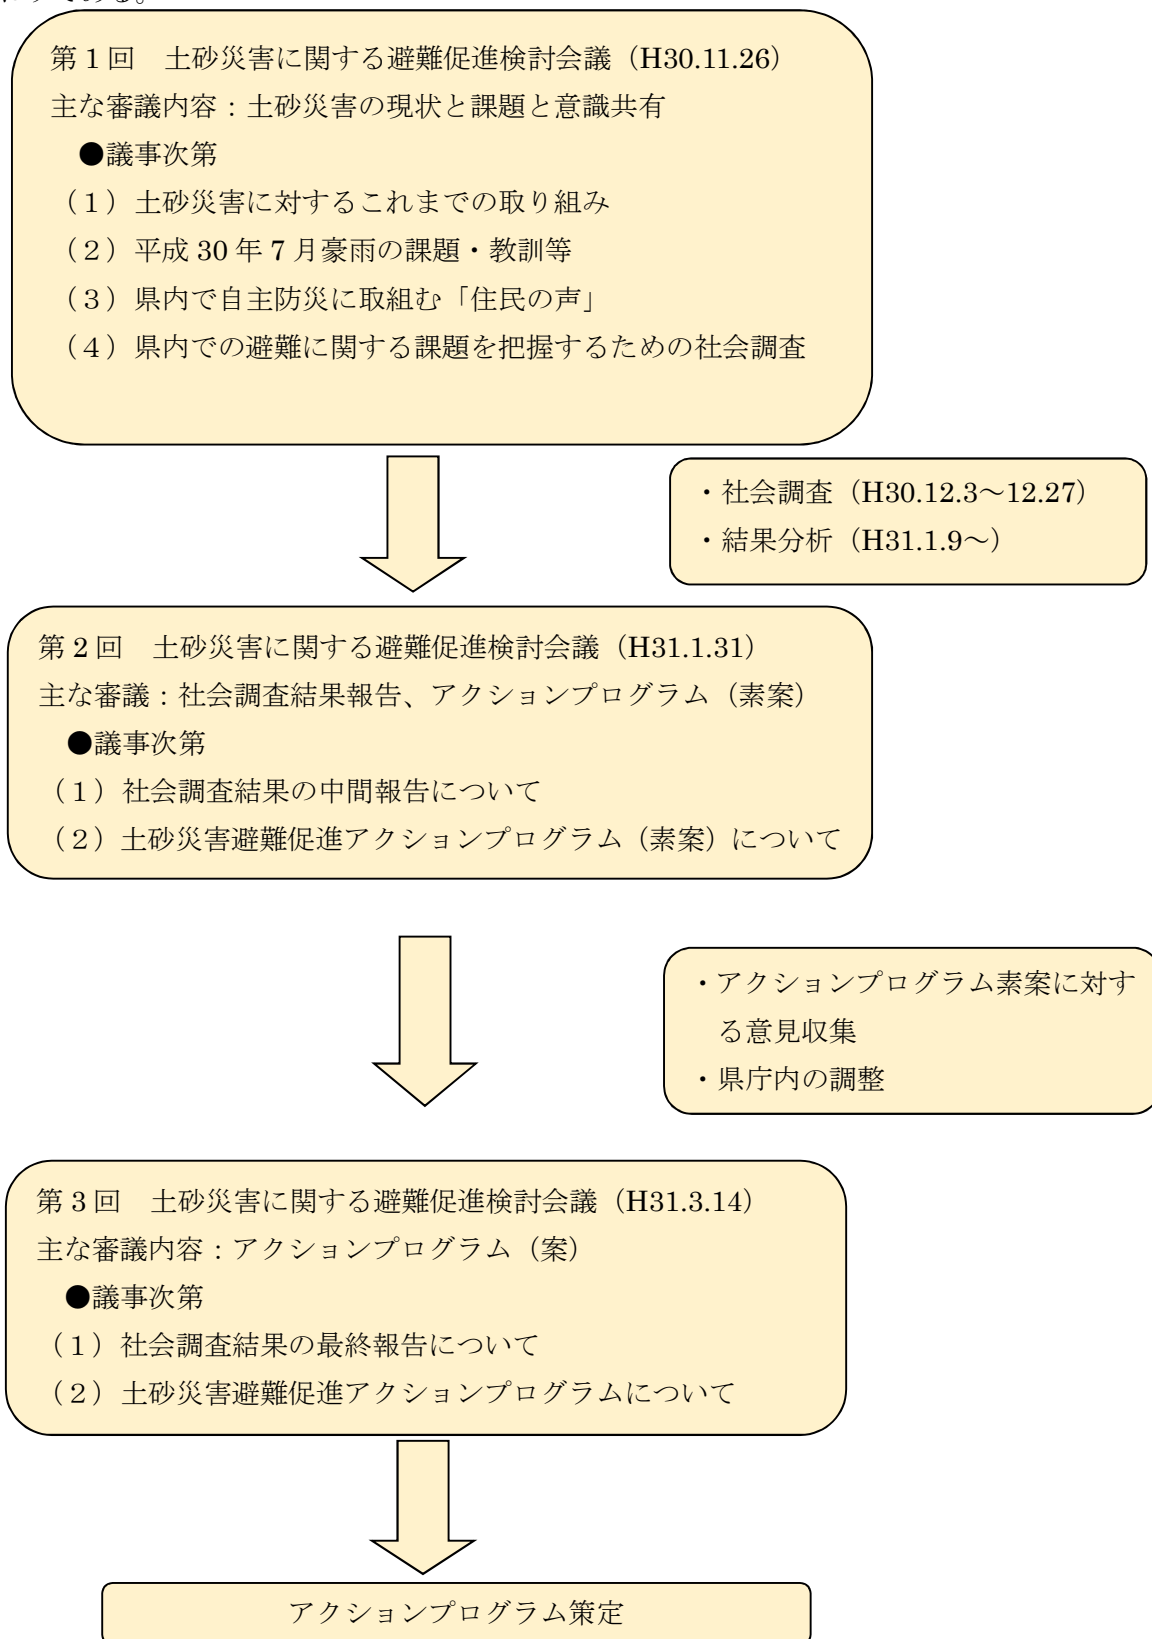 である。
第1回　土砂災害に関する避難促進検討会議（H30.11.26）
主な審議内容：土砂災害の現状と課題と意識共有
●議事次第
（１）土砂災害に対するこれまでの取り組み
（２）平成30年7月豪雨の課題・教訓等
（３）県内で自主防災に取組む「住民の声」
（４）県内での避難に関する課題を把握するための社会調査
・社会調査（H30.12.3～12.27）
・結果分析（H31.1.9～）
第2回　土砂災害に関する避難促進検討会議（H31.1.31）
主な審議：社会調査結果報告、アクションプログラム（素案）
●議事次第
（１）社会調査結果の中間報告について
（２）土砂災害避難促進アクションプログラム（素案）について
・アクションプログラム素案に対す
る意見収集
・県庁内の調整
第3回　土砂災害に関する避難促進検討会議（H31.3.14）
主な審議内容：アクションプログラム（案）
●議事次第
（１）社会調査結果の最終報告について
（２）土砂災害避難促進アクションプログラムについて
アクションプログラム策定